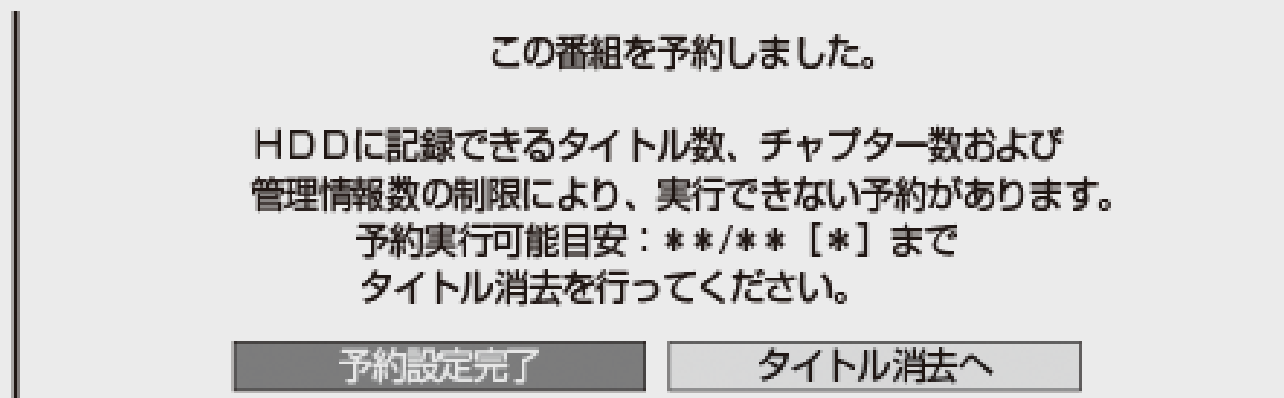 この番組を予約しました。
HDDに記録できるタイトル数、チャプター数および
管理情報数の制限により、実行できない予約があります。
予約実行可能目安：＊＊/＊＊［＊］まで
タイトル消去を行ってください。
予約設定完了
タイトル消去へ